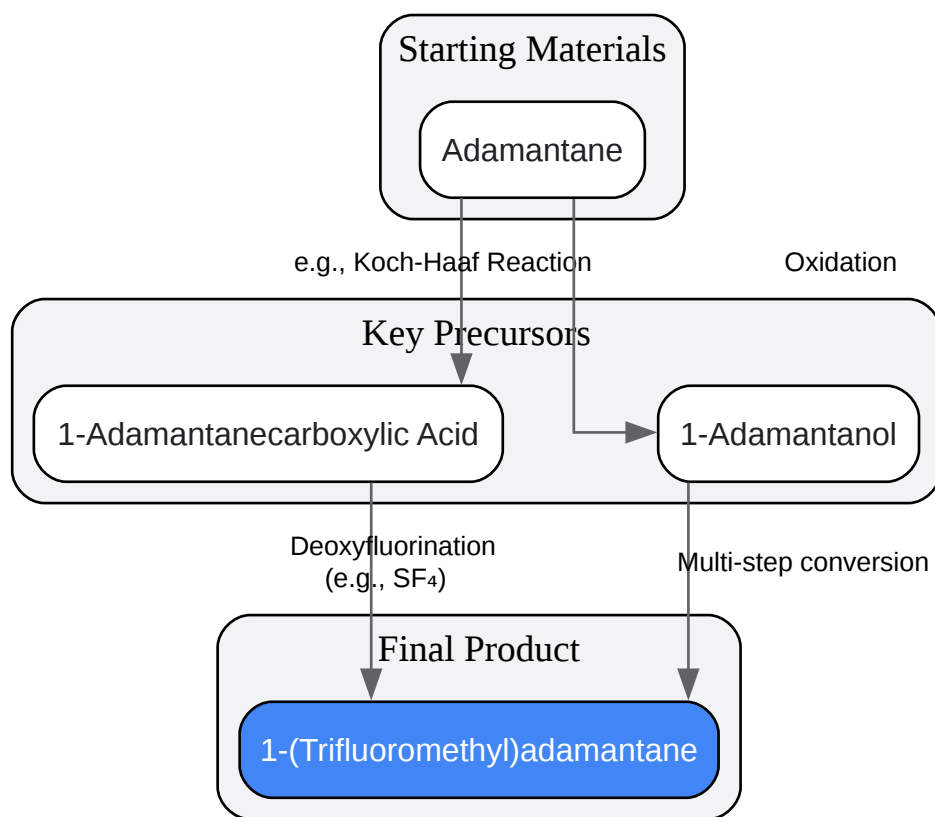 Starting Materials
Adamantane
e.g., Koch-Haaf Reaction
Oxidation
Key Precursors
1-Adamantanecarboxylic Acid
1-Adamantanol
Deoxyfluorination
(e.g., SF₄)
Multi-step conversion
Final Product
1-(Trifluoromethyl)adamantane